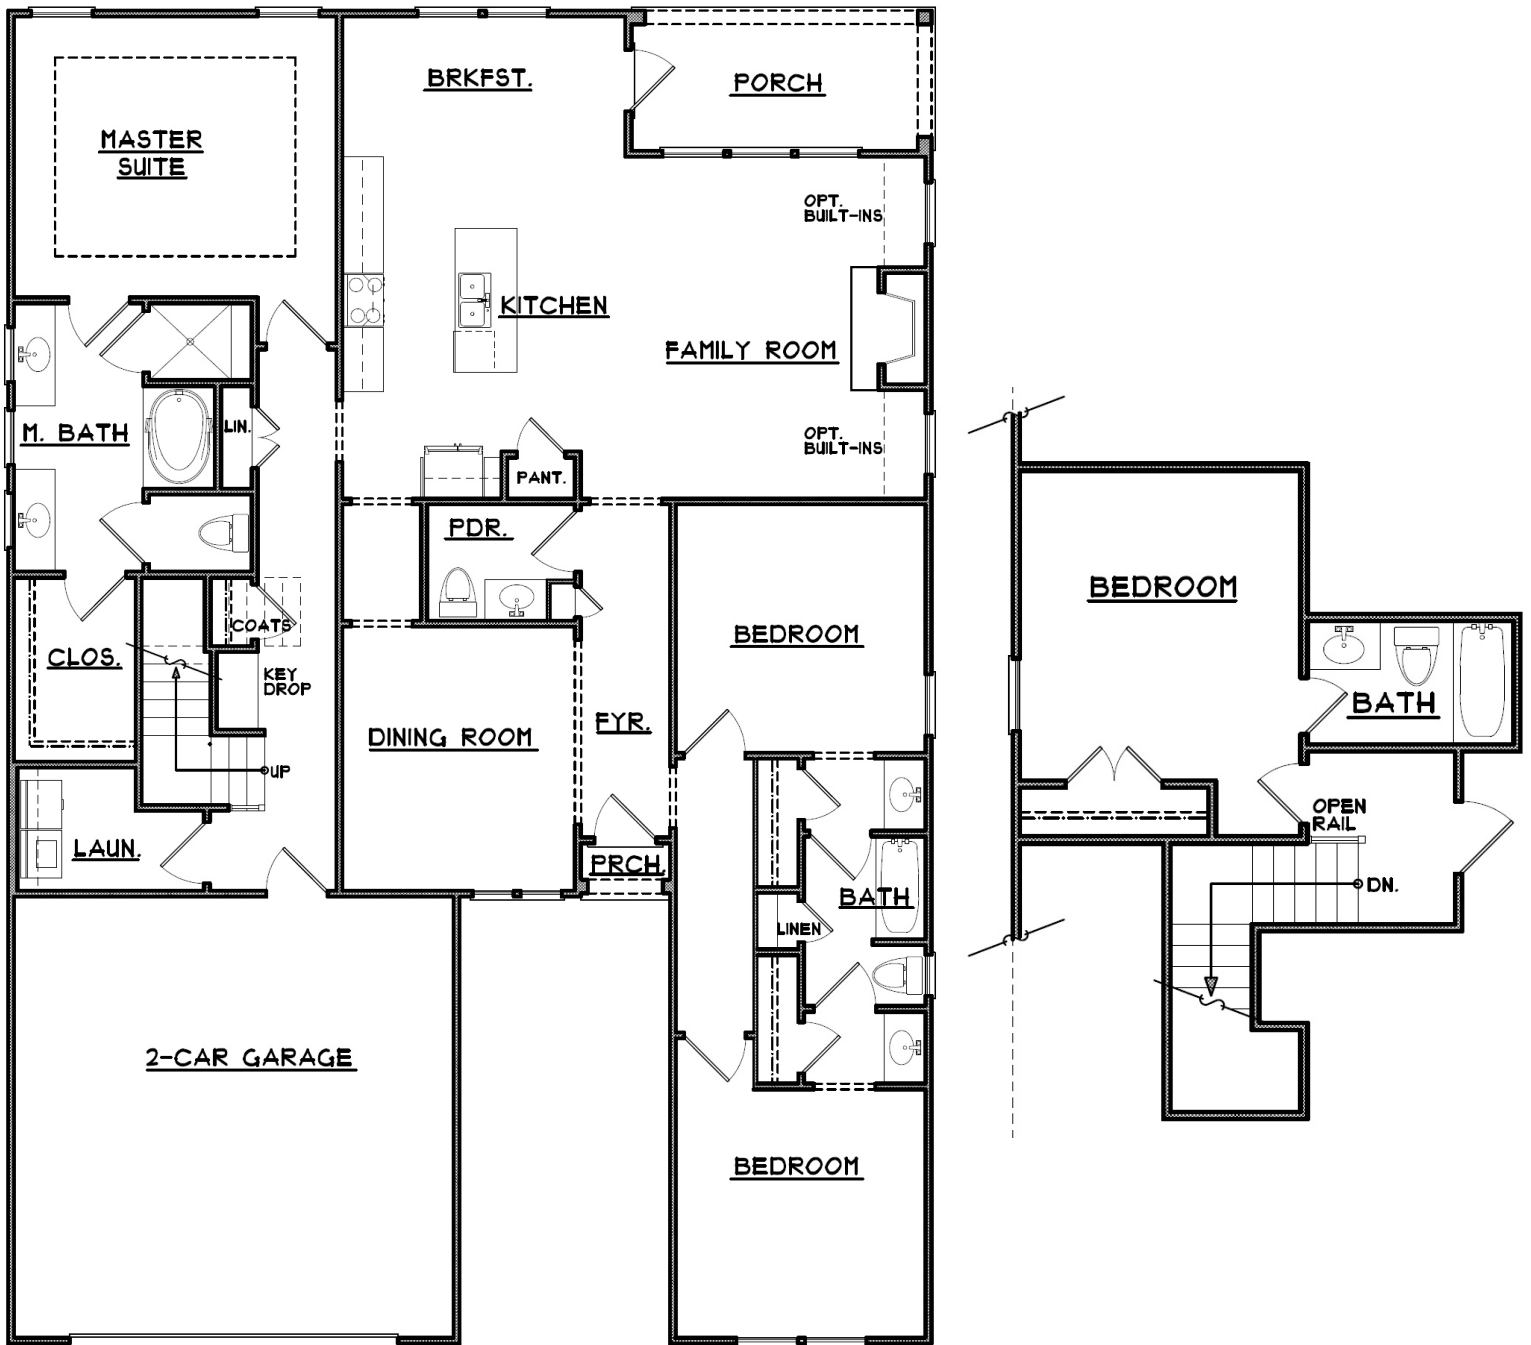 BRKFST.
PORCH
MASTER
SUITE
OPT.
BUILT-INS
KITCHEN
FAMILY ROOM
M. BATH
LIN.
OPT.
BUILT-INS
PANT.
PDR.
COATS
CLOS.
KEY
DROP
BEDROOM
DINING ROOM
FYR.
UP
LAUN.
PRCH.
BATH
LINEN
2-CAR GARAGE
BEDROOM
BEDROOM
BATH
OPEN
RAIL
DN.